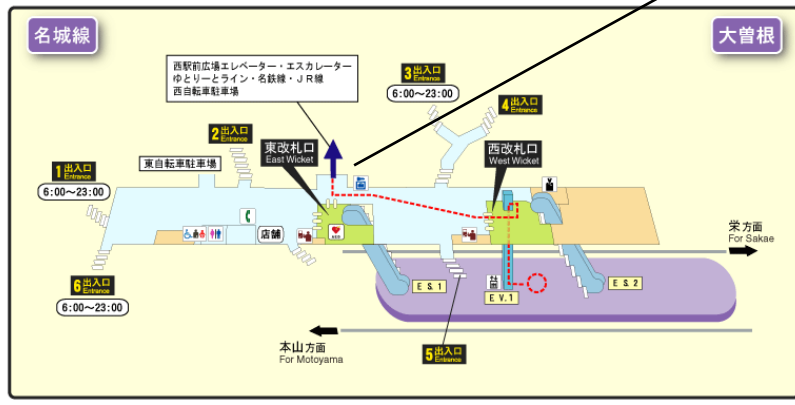 名城線
大曽根
西駅前広場エレベーター・エスカレーター
ゆとりーとライン・名鉄線・JR線
西自転車駐車場
3 出入口
Entrance
6:00〜23:00
4 出入口
Entrance
2 出入口
Entrance
東改札口
East Wicket
西改札口
West Wicket
東自転車駐車場
1 出入口
Entrance
6:00〜23:00
店舗
栄方面
For Sakae
6 出入口
Entrance
6:00〜23:00
E S. 1
E V. 1
E S. 2
本山方面
For Motoyama
5 出入口
Entrance